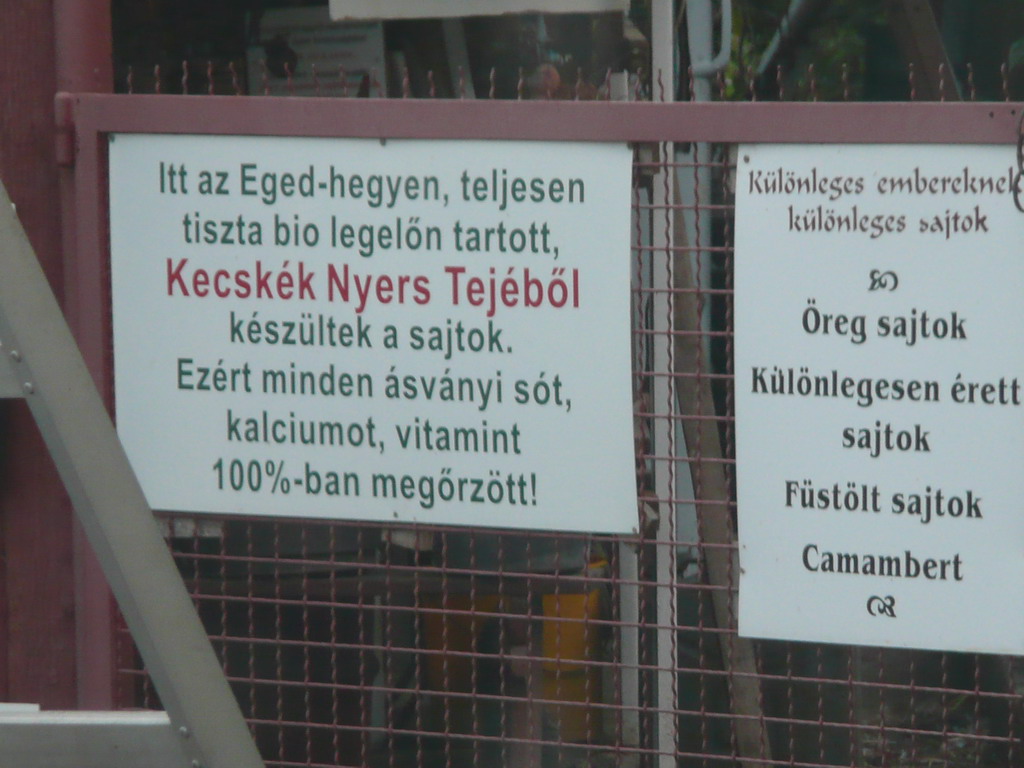 Itt az Eged-hegyen, teljesen
tiszta bio legelőn tartott,
Kecskék Nyers Tejéből
készültek a sajtok.
Ezért minden ásványi sót,
kalciumot, vitamint
100%-ban megőrzött!
Különleges embereknek
különleges sajtok
Öreg sajtok
Különlegesen érett
sajtok
Füstölt sajtok
Camambert